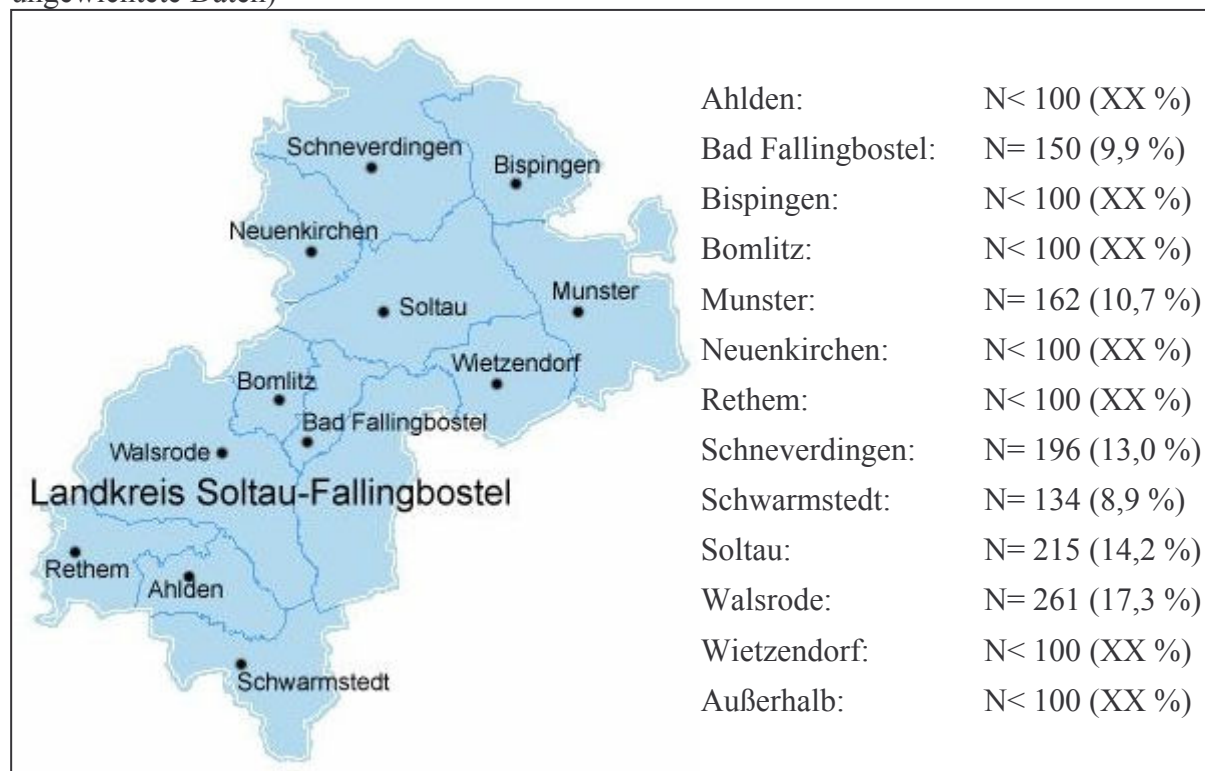 ungewichtete Daten)
Schneverdingen
Bispingen
Neuenkirchen
Soltau
Munster
Wietzendorf
Bomlitz
Bad Fallingbostel
Walsrode
Landkreis Soltau-Fallingbostel
Rethem
Ahlden
Schwarmstedt
Ahlden: N< 100 (XX %)
Bad Fallingbostel: N= 150 (9,9 %)
Bispingen: N< 100 (XX %)
Bomlitz: N< 100 (XX %)
Munster: N= 162 (10,7 %)
Neuenkirchen: N< 100 (XX %)
Rethem: N< 100 (XX %)
Schneverdingen: N= 196 (13,0 %)
Schwarmstedt: N= 134 (8,9 %)
Soltau: N= 215 (14,2 %)
Walsrode: N= 261 (17,3 %)
Wietzendorf: N< 100 (XX %)
Außerhalb: N< 100 (XX %)